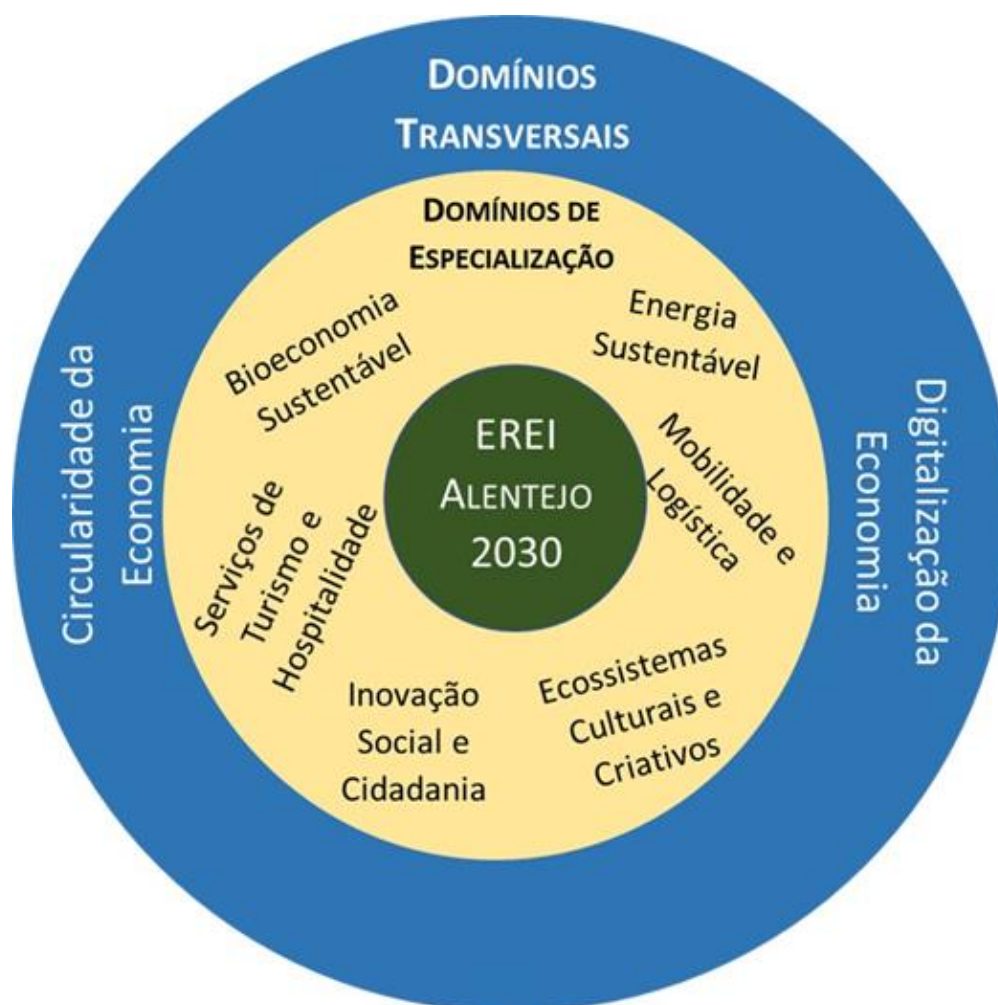 DOMÍNIOS
TRANSVERSAIS
DOMÍNIOS DE
ESPECIALIZAÇÃO
Bioeconomia
Sustentável
Energia
Sustentável
Mobilidade e
Logística
Ecossistemas
Culturais e
Criativos
Inovação
Social e
Cidadania
Serviços de
Turismo e
Hospitalidade
EREI
ALENTEJO
2030
Circularidade da
Economia
Digitalização da
Economia